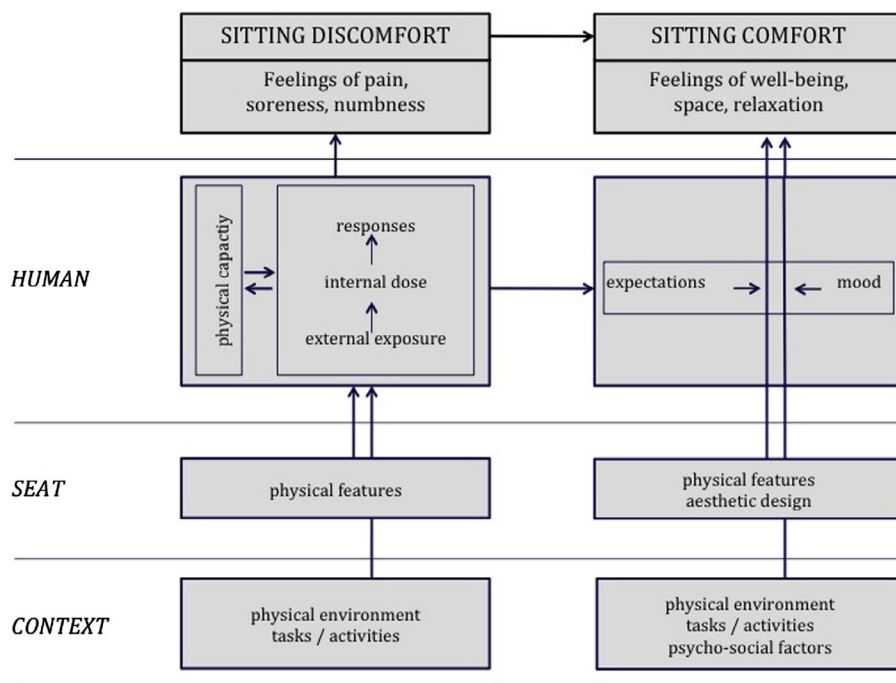 SITTING DISCOMFORT
SITTING COMFORT
Feelings of pain,
soreness, numbness
Feelings of well-being,
space, relaxation
HUMAN
physical capactiy
responses
internal dose
external exposure
expectations
mood
SEAT
physical features
physical features
aesthetic design
CONTEXT
physical environment
tasks / activities
physical environment
tasks / activities
psycho-social factors